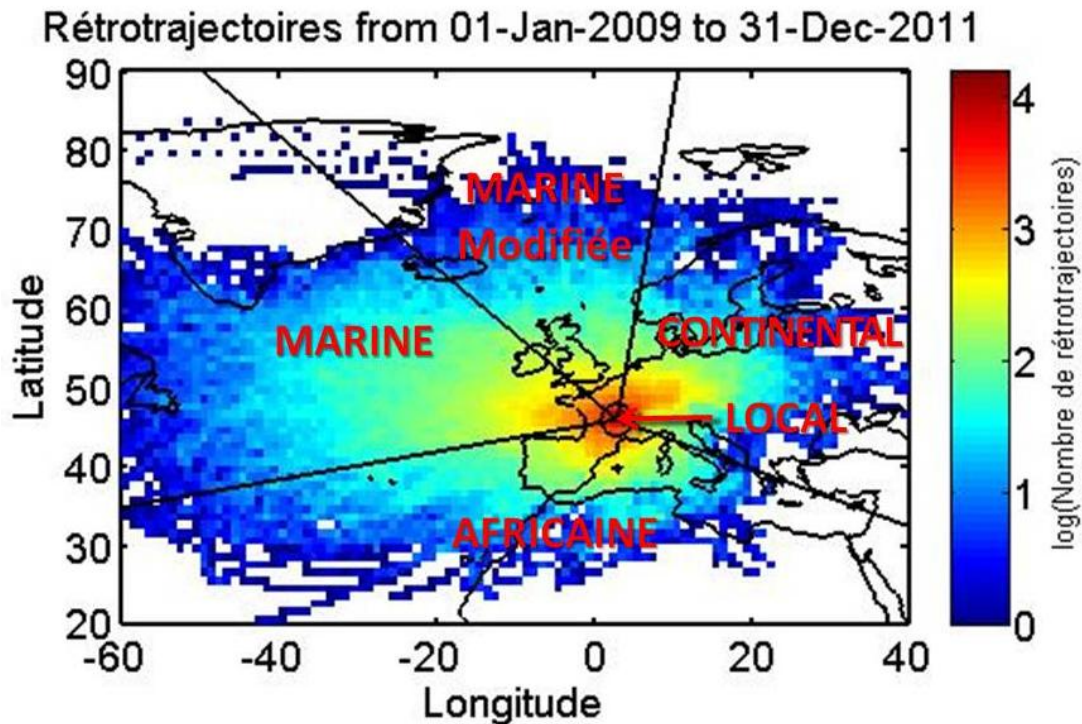 Rétrotrajectoires from 01-Jan-2009 to 31-Dec-2011
90
80
70
60
50
40
30
20
Latitude
MARINE
Modifiée
MARINE
CONTINENTAL
LOCAL
AFRICAINE
-60 -40 -20 0 20 40
Longitude
4
3
2
1
0
log(Nombre de rétrotrajectoires)